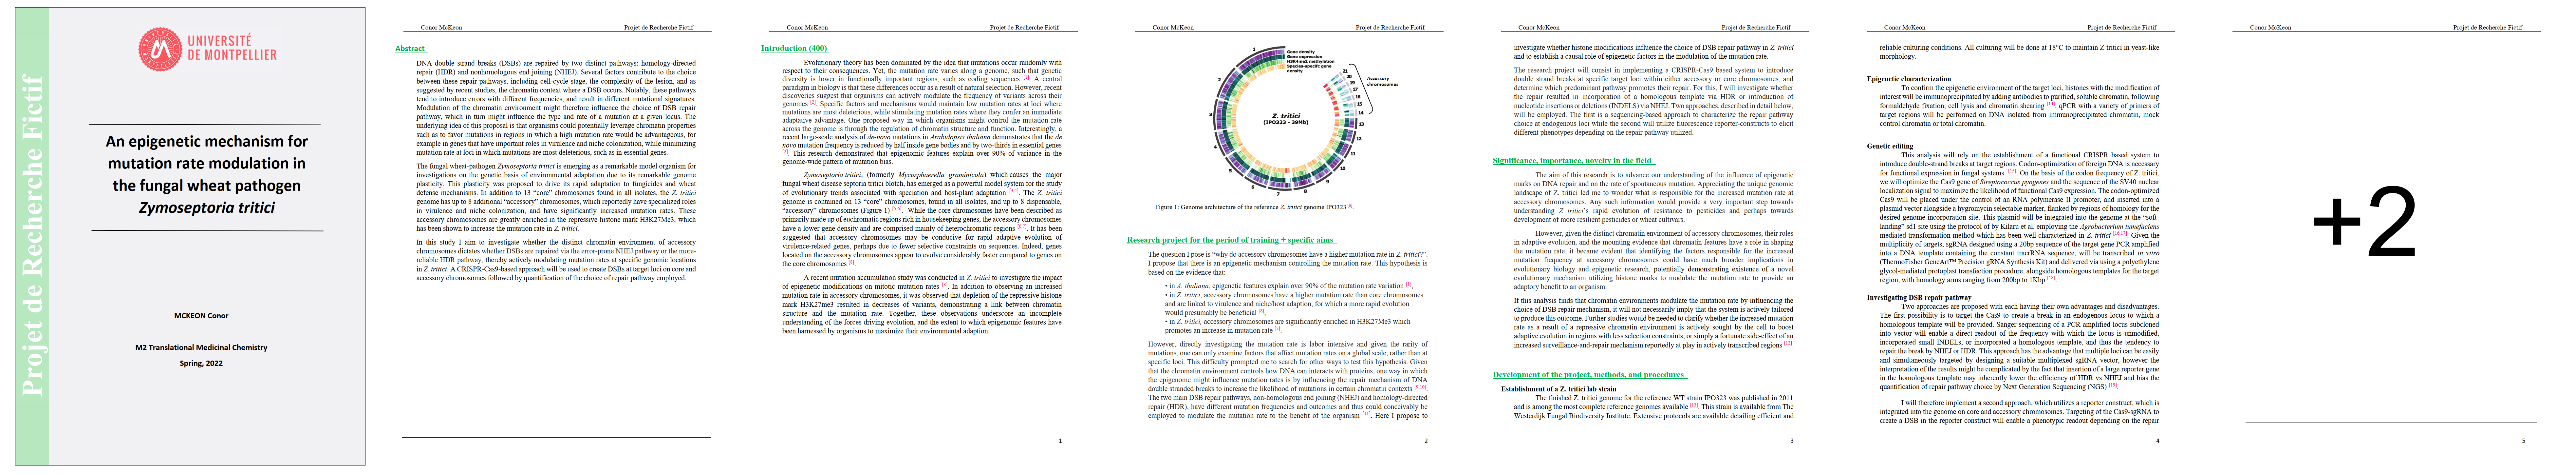 Projet de Recherche Fictif
UNIVERSITÉ
DE MONTPELLIER
An epigenetic mechanism for
mutation rate modulation in
the fungal wheat pathogen
Zymoseptoria tritici
MCKEON Conor
M2 Translational Medicinal Chemistry
Spring, 2022
Conor McKeon Projet de Recherche Fictif
Abstract
DNA double strand breaks (DSBs) are repaired by two distinct pathways: homology-directed
repair (HDR) and nonhomologous end joining (NHEJ). Several factors contribute to the choice
between these repair pathways, including cell-cycle stage, the complexity of the lesion, and as
suggested by recent studies, the chromatin context where a DSB occurs. Notably, these pathways
tend to introduce errors with different frequencies, and result in different mutational signatures.
Modulation of the chromatin environment might therefore influence the choice of DSB repair
pathway, which in turn might influence the type and rate of a mutation at a given locus. The
underlying idea of this proposal is that organisms could potentially leverage chromatin properties
such as to favor mutations in regions in which a high mutation rate would be advantageous, for
example in genes that have important roles in virulence and niche colonization, while minimizing
mutation rate at loci in which mutations are most deleterious, such as in essential genes.
The fungal wheat-pathogen Zymoseptoria tritici is emerging as a remarkable model organism for
investigations on the genetic basis of environmental adaptation due to its remarkable genome
plasticity. This plasticity was proposed to drive its rapid adaptation to fungicides and wheat
defense mechanisms. In addition to 13 “core” chromosomes found in all isolates, the Z. tritici
genome has up to 8 additional “accessory” chromosomes, which reportedly have specialized roles
in virulence and niche colonization, and have significantly increased mutation rates. These
accessory chromosomes are greatly enriched in the repressive histone mark H3K27me3, which
has been shown to increase the mutation rate in Z. tritici.
In this study I aim to investigate whether the distinct chromatin environment of accessory
chromosomes dictates whether DSBs are repaired via the error-prone NHEJ pathway or the more-
reliable HDR pathway, thereby actively modulating mutation rates at specific genomic locations
in Z. tritici. A CRISPR-Cas9-based approach will be used to create DSBs at target loci on core and
accessory chromosomes followed by quantification of the choice of repair pathway employed.
Conor McKeon Projet de Recherche Fictif
Introduction (400)
Evolutionary theory has been dominated by the idea that mutations occur randomly with
respect to their consequences. Yet, the mutation rate varies along a genome, such that genetic
diversity is lower in functionally important regions, such as coding sequences [1]. A central
paradigm in biology is that these differences occur as a result of natural selection. However, recent
discoveries suggest that organisms can actively modulate the frequency of variants across their
genomes [2]. Specific factors and mechanisms would maintain low mutation rates at loci where
mutations are most deleterious, while stimulating mutation rates where they confer an immediate
adaptative advantage. One proposed way in which organisms might control the mutation rate
across the genome is through the regulation of chromatin structure and function. Interestingly, a
recent large-scale analysis of de-novo mutations in Arabidopsis thaliana demonstrates that the de
novo mutation frequency is reduced by half inside gene bodies and by two-thirds in essential genes
[2]. This research demonstrated that epigenomic features explain over 90% of variance in the
genome-wide pattern of mutation bias.
Zymoseptoria tritici, (formerly Mycosphaerella graminicola) which causes the major
fungal wheat disease septoria tritici blotch, has emerged as a powerful model system for the study
of evolutionary trends associated with speciation and host-plant adaptation [3,4]. The Z. tritici
genome is contained on 13 “core” chromosomes, found in all isolates, and up to 8 dispensable,
“accessory” chromosomes (Figure 1) [5,6]. While the core chromosomes have been described as
primarily made up of euchromatic regions rich in housekeeping genes, the accessory chromosomes
have a lower gene density and are comprised mainly of heterochromatic regions [6,7]. It has been
suggested that accessory chromosomes may be conducive for rapid adaptive evolution of
virulence-related genes, perhaps due to fewer selective constraints on sequences. Indeed, genes
located on the accessory chromosomes appear to evolve considerably faster compared to genes on
the core chromosomes [8].
A recent mutation accumulation study was conducted in Z. tritici to investigate the impact
of epigenetic modifications on mitotic mutation rates [8]. In addition to observing an increased
mutation rate in accessory chromosomes, it was observed that depletion of the repressive histone
mark H3K27me3 resulted in decreases of variants, demonstrating a link between chromatin
structure and the mutation rate. Together, these observations underscore an incomplete
understanding of the forces driving evolution, and the extent to which epigenomic features have
been harnessed by organisms to maximize their environmental adaption.
1
Conor McKeon Projet de Recherche Fictif
Gene density
Gene expression
H3K4me2 methylation
Species-specific gene
density
Accessory
chromosomes
Z. tritici
(IPO323 - 39Mb)
1
2
3
4
5
6
7
8
9
10
11
12
13
14
15
16
17
18
19
20
21
Figure 1: Genome architecture of the reference Z. tritici genome IPO323
Research project for the period of training + specific aims
The question I pose is “why do accessory chromosomes have a higher mutation rate in Z. tritici?”.
I propose that there is an epigenetic mechanism controlling the mutation rate. This hypothesis is
based on the evidence that:
• in A. thaliana, epigenetic features explain over 90% of the mutation rate variation
• in Z. tritici, accessory chromosomes have a higher mutation rate than core chromosomes
and are linked to virulence and niche/host adaption, for which a more rapid evolution
would presumably be beneficial
• in Z. tritici, accessory chromosomes are significantly enriched in H3K27Me3 which
promotes an increase in mutation rate
However, directly investigating the mutation rate is labor intensive and given the rarity of
mutations, one can only examine factors that affect mutation rates on a global scale, rather than at
specific loci. This difficulty prompted me to search for other ways to test this hypothesis. Given
that the chromatin environment controls how DNA can interacts with proteins, one way in which
the epigenome might influence mutation rates is by influencing the repair mechanism of DNA
double stranded breaks to increase the likelihood of mutations in certain chromatin contexts [9,10].
The two main DSB repair pathways, non-homologous end joining (NHEJ) and homology-directed
repair (HDR), have different mutation frequencies and outcomes and thus could conceivably be
employed to modulate the mutation rate to the benefit of the organism [11]. Here I propose to
2
Conor McKeon Projet de Recherche Fictif
investigate whether histone modifications influence the choice of DSB repair pathway in Z. tritici
and to establish a causal role of epigenetic factors in the modulation of the mutation rate.
The research project will consist in implementing a CRISPR-Cas9 based system to introduce
double strand breaks at specific target loci within either accessory or core chromosomes, and
determine which predominant pathway promotes their repair. For this, I will investigate whether
the repair resulted in incorporation of a homologous template via HDR or introduction of
nucleotide insertions or deletions (INDELS) via NHEJ. Two approaches, described in detail below,
will be employed. The first is a sequencing-based approach to characterize the repair pathway
choice at endogenous loci while the second will utilize fluorescence reporter-constructs to elicit
different phenotypes depending on the repair pathway utilized.
Significance, importance, novelty in the field
The aim of this research is to advance our understanding of the influence of epigenetic
marks on DNA repair and on the rate of spontaneous mutation. Appreciating the unique genomic
landscape of Z. tritici led me to wonder what is responsible for the increased mutation rate at
accessory chromosomes. Any such information would provide a very important step towards
understanding Z. tritici’s rapid evolution of resistance to pesticides and perhaps towards
development of more resilient pesticides or wheat cultivars.
However, given the distinct chromatin environment of accessory chromosomes, their roles
in adaptive evolution, and the mounting evidence that chromatin features have a role in shaping
the mutation rate, it became evident that identifying the factors responsible for the increased
mutation frequency at accessory chromosomes could have much broader implications in
evolutionary biology and epigenetic research, potentially demonstrating existence of a novel
evolutionary mechanism utilizing histone marks to modulate the mutation rate to provide an
adaptory benefit to an organism.
If this analysis finds that chromatin environments modulate the mutation rate by influencing the
choice of DSB repair mechanism, it will not necessarily imply that the system is actively tailored
to produce this outcome. Further studies would be needed to clarify whether the increased mutation
rate as a result of a repressive chromatin environment is actively sought by the cell to boost
adaptive evolution in regions with less selection constraints, or simply a fortunate side-effect of an
increased surveillance-and-repair mechanism reportedly at play in actively transcribed regions [12].
Development of the project, methods, and procedures
Establishment of a Z. tritici lab strain
The finished Z. tritici genome for the reference WT strain IPO323 was published in 2011
and is among the most complete reference genomes available [13]. This strain is available from The
Westerdijk Fungal Biodiversity Institute. Extensive protocols are available detailing efficient and
3
Conor McKeon Projet de Recherche Fictif
reliable culturing conditions. All culturing will be done at 18°C to maintain Z tritici in yeast-like
morphology.
Epigenetic characterization
To confirm the epigenetic environment of the target loci, histones with the modification of
interest will be immunoprecipitated by adding antibodies to purified, soluble chromatin, following
formaldehyde fixation, cell lysis and chromatin shearing [14]. qPCR with a variety of primers of
target regions will be performed on DNA isolated from immunoprecipitated chromatin, mock
control chromatin or total chromatin.
Genetic editing
This analysis will rely on the establishment of a functional CRISPR based system to
introduce double-strand breaks at target regions. Codon-optimization of foreign DNA is necessary
for functional expression in fungal systems [15]. On the basis of the codon frequency of Z. tritici,
we will optimize the Cas9 gene of Streptococcus pyogenes and the sequence of the SV40 nuclear
localization signal to maximize the likelihood of functional Cas9 expression. The codon-optimized
Cas9 will be placed under the control of an RNA polymerase II promoter, and inserted into a
plasmid vector alongside a hygromycin selectable marker, flanked by regions of homology for the
desired genome incorporation site. This plasmid will be integrated into the genome at the “soft-
landing” sdi1 site using the protocol of by Kilaru et al. employing the Agrobacterium tumefaciens
mediated transformation method which has been well characterized in Z. tritici [16,17]. Given the
multiplicity of targets, sgRNA designed using a 20bp sequence of the target gene PCR amplified
into a DNA template containing the constant tracrRNA sequence, will be transcribed in vitro
(ThermoFisher GeneArt™ Precision gRNA Synthesis Kit) and delivered via using a polyethylene
glycol-mediated protoplast transfection procedure, alongside homologous templates for the target
region, with homology arms ranging from 200bp to 1Kbp [18].
Investigating DSB repair pathway
Two approaches are proposed with each having their own advantages and disadvantages.
The first possibility is to target the Cas9 to create a break in an endogenous locus to which a
homologous template will be provided. Sanger sequencing of a PCR amplified locus subcloned
into vector will enable a direct readout of the frequency with which the locus is unmodified,
incorporated small INDELs, or incorporated a homologous template, and thus the tendency to
repair the break by NHEJ or HDR. This approach has the advantage that multiple loci can be easily
and simultaneously targeted by designing a suitable multiplexed sgRNA vector, however the
interpretation of the results might be complicated by the fact that insertion of a large reporter gene
in the homologous template may inherently lower the efficiency of HDR vs NHEJ and bias the
quantification of repair pathway choice by Next Generation Sequencing (NGS) [19].
I will therefore implement a second approach, which utilizes a reporter construct, which is
integrated into the genome on core and accessory chromosomes. Targeting of the Cas9-sgRNA to
create a DSB in the reporter construct will enable a phenotypic readout depending on the repair
4
Conor McKeon Projet de Recherche Fictif
+2
5